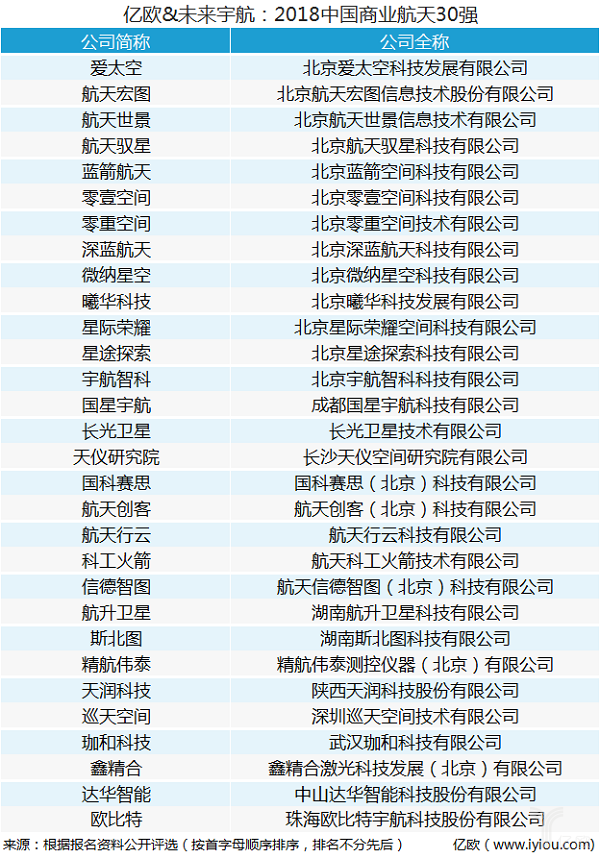 亿欧&未来宇航：2018中国商业航天30强
公司简称 公司全称
爱太空 北京爱太空科技发展有限公司
航天宏图 北京航天宏图信息技术股份有限公司
航天世景 北京航天世景信息技术有限公司
航天驭星 北京航天驭星科技有限公司
蓝箭航天 北京蓝箭空间科技有限公司
零壹空间 北京零壹空间科技有限公司
零重空间 北京零重空间技术有限公司
深蓝航天 北京深蓝航天科技有限公司
微纳星空 北京微纳星空科技有限公司
曦华科技 北京曦华科技发展有限公司
星际荣耀 北京星际荣耀空间科技有限公司
星途探索 北京星途探索科技有限公司
宇航智科 北京宇航智科科技有限公司
国星宇航 成都国星宇航科技有限公司
长光卫星 长光卫星技术有限公司
天仪研究院 长沙天仪空间研究院有限公司
国科赛思 国科赛思（北京）科技有限公司
航天创客 航天创客（北京）科技有限公司
航天行云 航天行云科技有限公司
科工火箭 航天科工火箭技术有限公司
信德智图 航天信德智图（北京）科技有限公司
航升卫星 湖南航升卫星科技有限公司
斯北图 湖南斯北图科技有限公司
精航伟泰 精航伟泰测控仪器（北京）有限公司
天润科技 陕西天润科技股份有限公司
巡天空间 深圳巡天空间技术有限公司
珈和科技 武汉珈和科技有限公司
鑫精合 鑫精合激光科技发展（北京）有限公司
达华智能 中山达华智能科技股份有限公司
欧比特 珠海欧比特宇航科技股份有限公司
来源：根据报名资料公开评选（按首字母顺序排序，排名不分先后） 亿欧（www.iyiou.com）